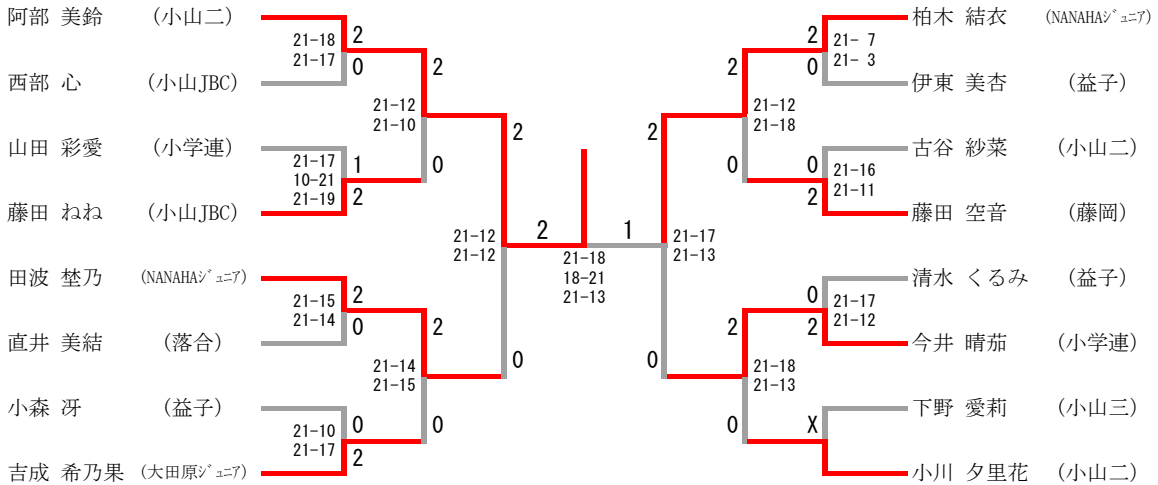 阿部 美鈴 (小山二)
21-18 2
21-17 0
西部 心 (小山JBC)
2
21-12
21-10
0
山田 彩愛 (小学連)
21-17 1
10-21
21-19 2
藤田 ねね (小山JBC)
2
21-12
21-12
0
田波 埜乃 (NANAHAジュニア)
21-15 2
21-14 0
直井 美結 (落合)
2
21-14
21-15
0
小森 冴 (益子)
21-10 0
21-17 2
吉成 希乃果 (大田原ジュニア)
2 1
21-18
18-21
21-13
柏木 結衣 (NANAHAジュニア)
2 21- 7
0 21- 3
伊東 美杏 (益子)
2
21-12
21-18
0
古谷 紗菜 (小山二)
0 21-16
2 21-11
藤田 空音 (藤岡)
2
21-17
21-13
0
清水 くるみ (益子)
0 21-17
2 21-12
今井 晴茄 (小学連)
2
21-18
21-13
0
下野 愛莉 (小山三)
X
小川 夕里花 (小山二)